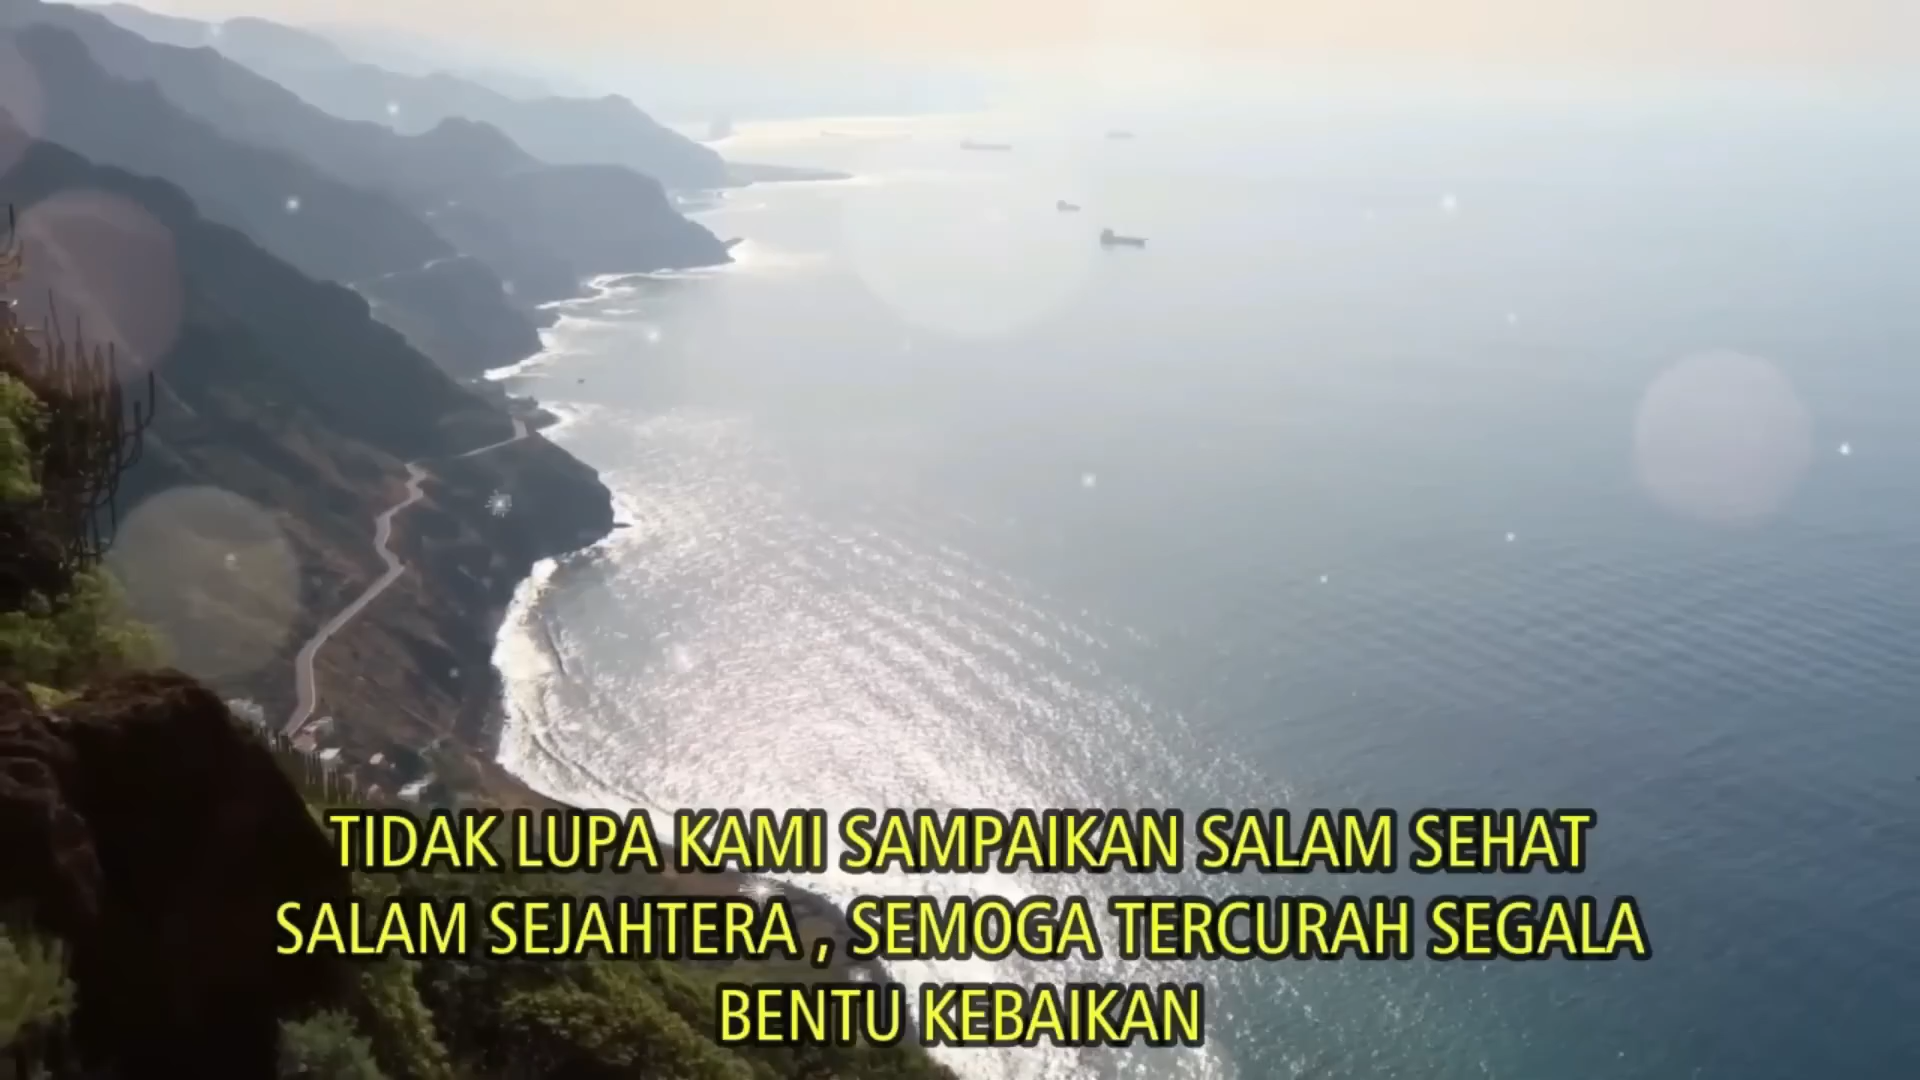 TIDAK LUPA KAMI SAMPAIKAN SALAM SEHAT
SALAM SEJAHTERA , SEMOGA TERCURAH SEGALA
BENTU KEBAIKAN